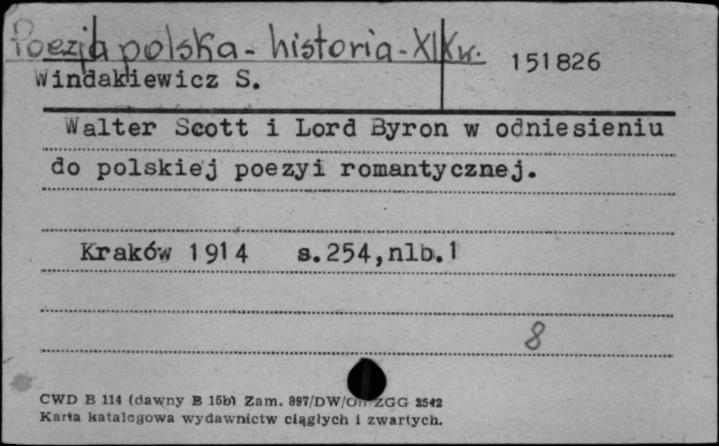 Poezja polska - historia - XIX w.
151826
Windakiewicz S.
Walter Scott i Lord Byron w odniesieniu
do polskiej poezyi romantycznej.
Kraków 1914 s.254,nlb.1
8
CWD B 114 (dawny B 15b) Zam. 897/DW/ ZGG 2542
Karta katalogowa wydawnictw ciągłych i zwartych.